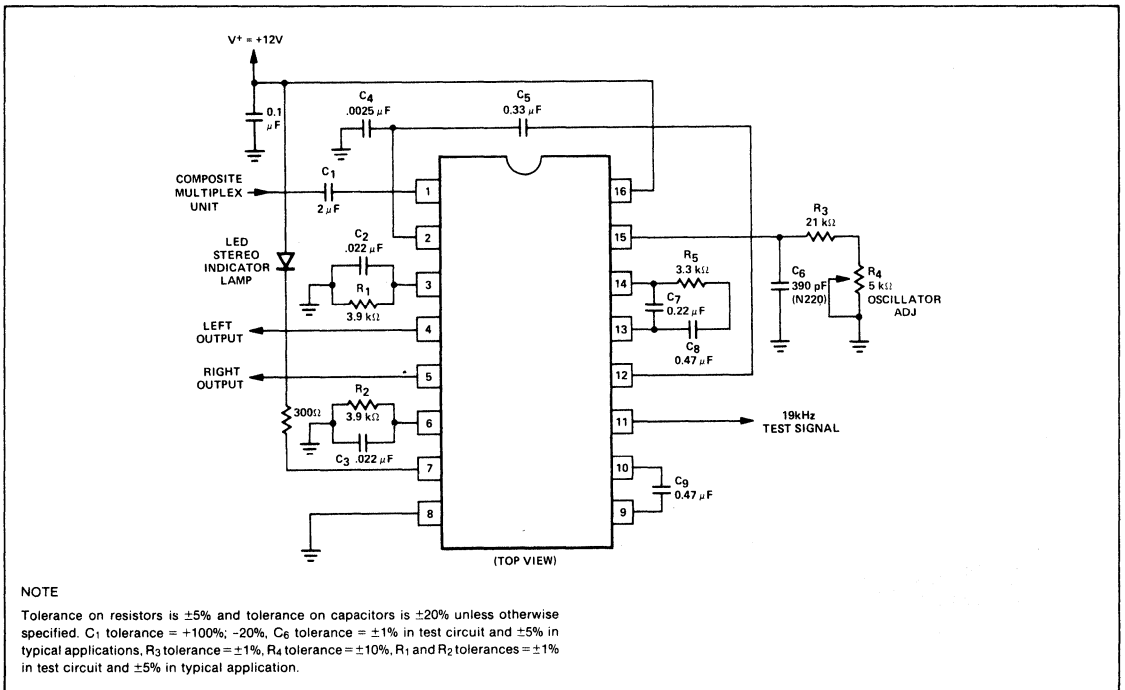 V+ = +12V
0.1
µF
C4
.0025 µF
C5
0.33 µF
COMPOSITE
MULTIPLEX
UNIT
C1
2 µF
1
16
R3
21 kΩ
2
15
LED
STEREO
INDICATOR
LAMP
C2
.022 µF
R1
3.9 kΩ
3
14
R5
3.3 kΩ
C7
0.22 µF
C6
390 pF
(N220)
R4
5 kΩ
OSCILLATOR
ADJ
LEFT
OUTPUT
4
13
C8
0.47 µF
RIGHT
OUTPUT
5
12
300Ω
R2
3.9 kΩ
C3 .022 µF
6
11
19kHz
TEST SIGNAL
7
10
C9
0.47 µF
8
9
(TOP VIEW)
NOTE
Tolerance on resistors is ±5% and tolerance on capacitors is ±20% unless otherwise
specified. C1 tolerance = +100%; -20%, C6 tolerance = ±1% in test circuit and ±5% in
typical applications, R3 tolerance = ±1%, R4 tolerance = ±10%, R1 and R2 tolerances = ±1%
in test circuit and ±5% in typical application.